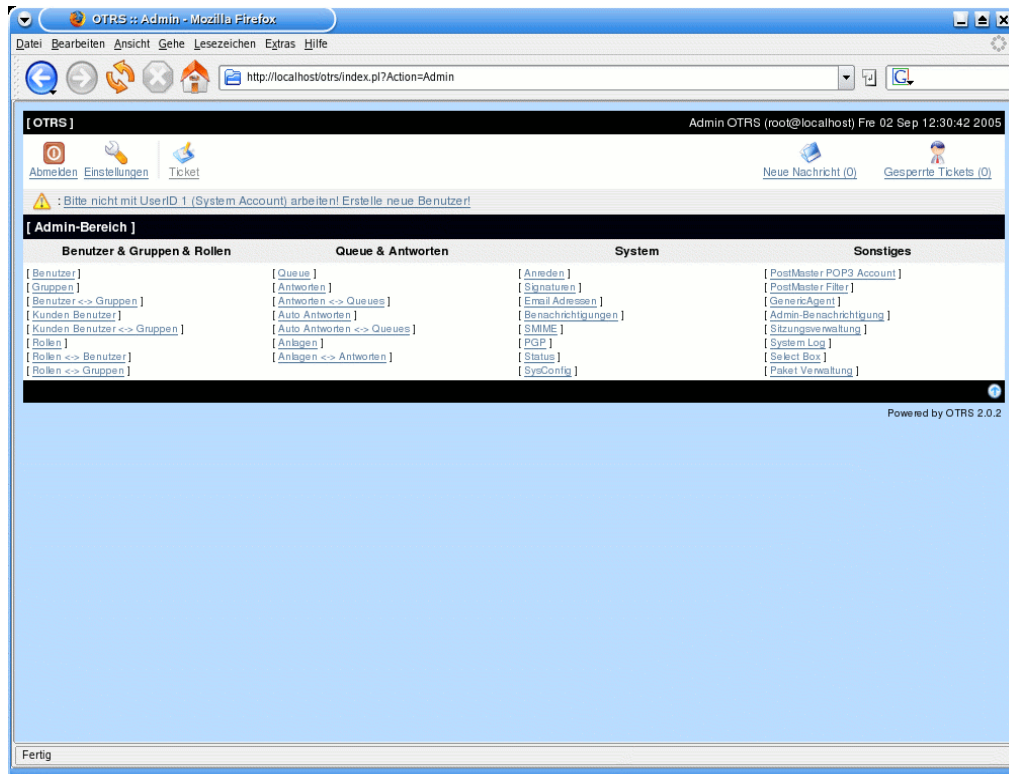 OTRS :: Admin - Mozilla Firefox
Datei Bearbeiten Ansicht Gehe Lesezeichen Extras Hilfe
http://localhost/otrs/index.pl?Action=Admin
G
[ OTRS ] Admin OTRS (root@localhost) Fre 02 Sep 12:30:42 2005
Abmelden Einstellungen Ticket Neue Nachricht (0) Gesperrte Tickets (0)
: Bitte nicht mit UserID 1 (System Account) arbeiten! Erstelle neue Benutzer!
[ Admin-Bereich ]
Benutzer & Gruppen & Rollen Queue & Antworten System Sonstiges
[ Benutzer ] [ Queue ] [ Anreden ] [ PostMaster POP3 Account ]
[ Gruppen ] [ Antworten ] [ Signaturen ] [ PostMaster Filter ]
[ Benutzer <-> Gruppen ] [ Antworten <-> Queues ] [ Email Adressen ] [ GenericAgent ]
[ Kunden Benutzer ] [ Auto Antworten ] [ Benachrichtigungen ] [ Admin-Benachrichtigung ]
[ Kunden Benutzer <-> Gruppen ] [ Auto Antworten <-> Queues ] [ SMIME ] [ Sitzungsverwaltung ]
[ Rollen ] [ Anlagen ] [ PGP ] [ System Log ]
[ Rollen <-> Benutzer ] [ Anlagen <-> Antworten ] [ Status ] [ Select Box ]
[ Rollen <-> Gruppen ] [ SysConfig ] [ Paket Verwaltung ]
Powered by OTRS 2.0.2
Fertig